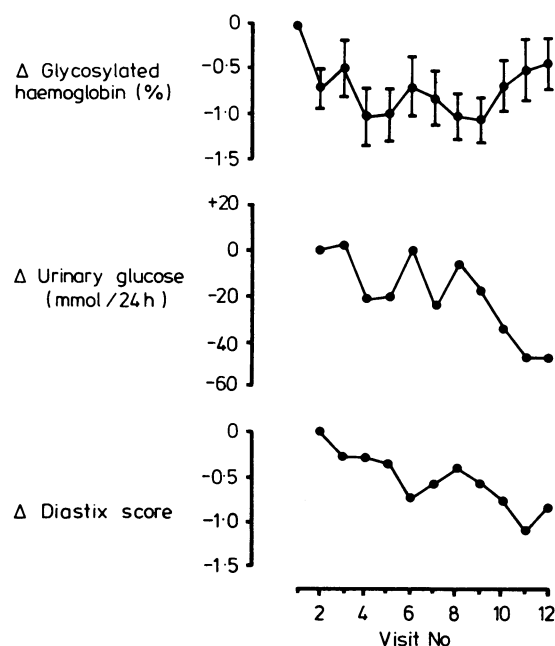 0
Δ Glycosylated
haemoglobin (%)
-0·5
-1·0
-1·5
+20
0
Δ Urinary glucose
(mmol/24h)
-20
-40
-60
0
-0·5
Δ Diastix score
-1·0
-1·5
2 4 6 8 10 12
Visit No